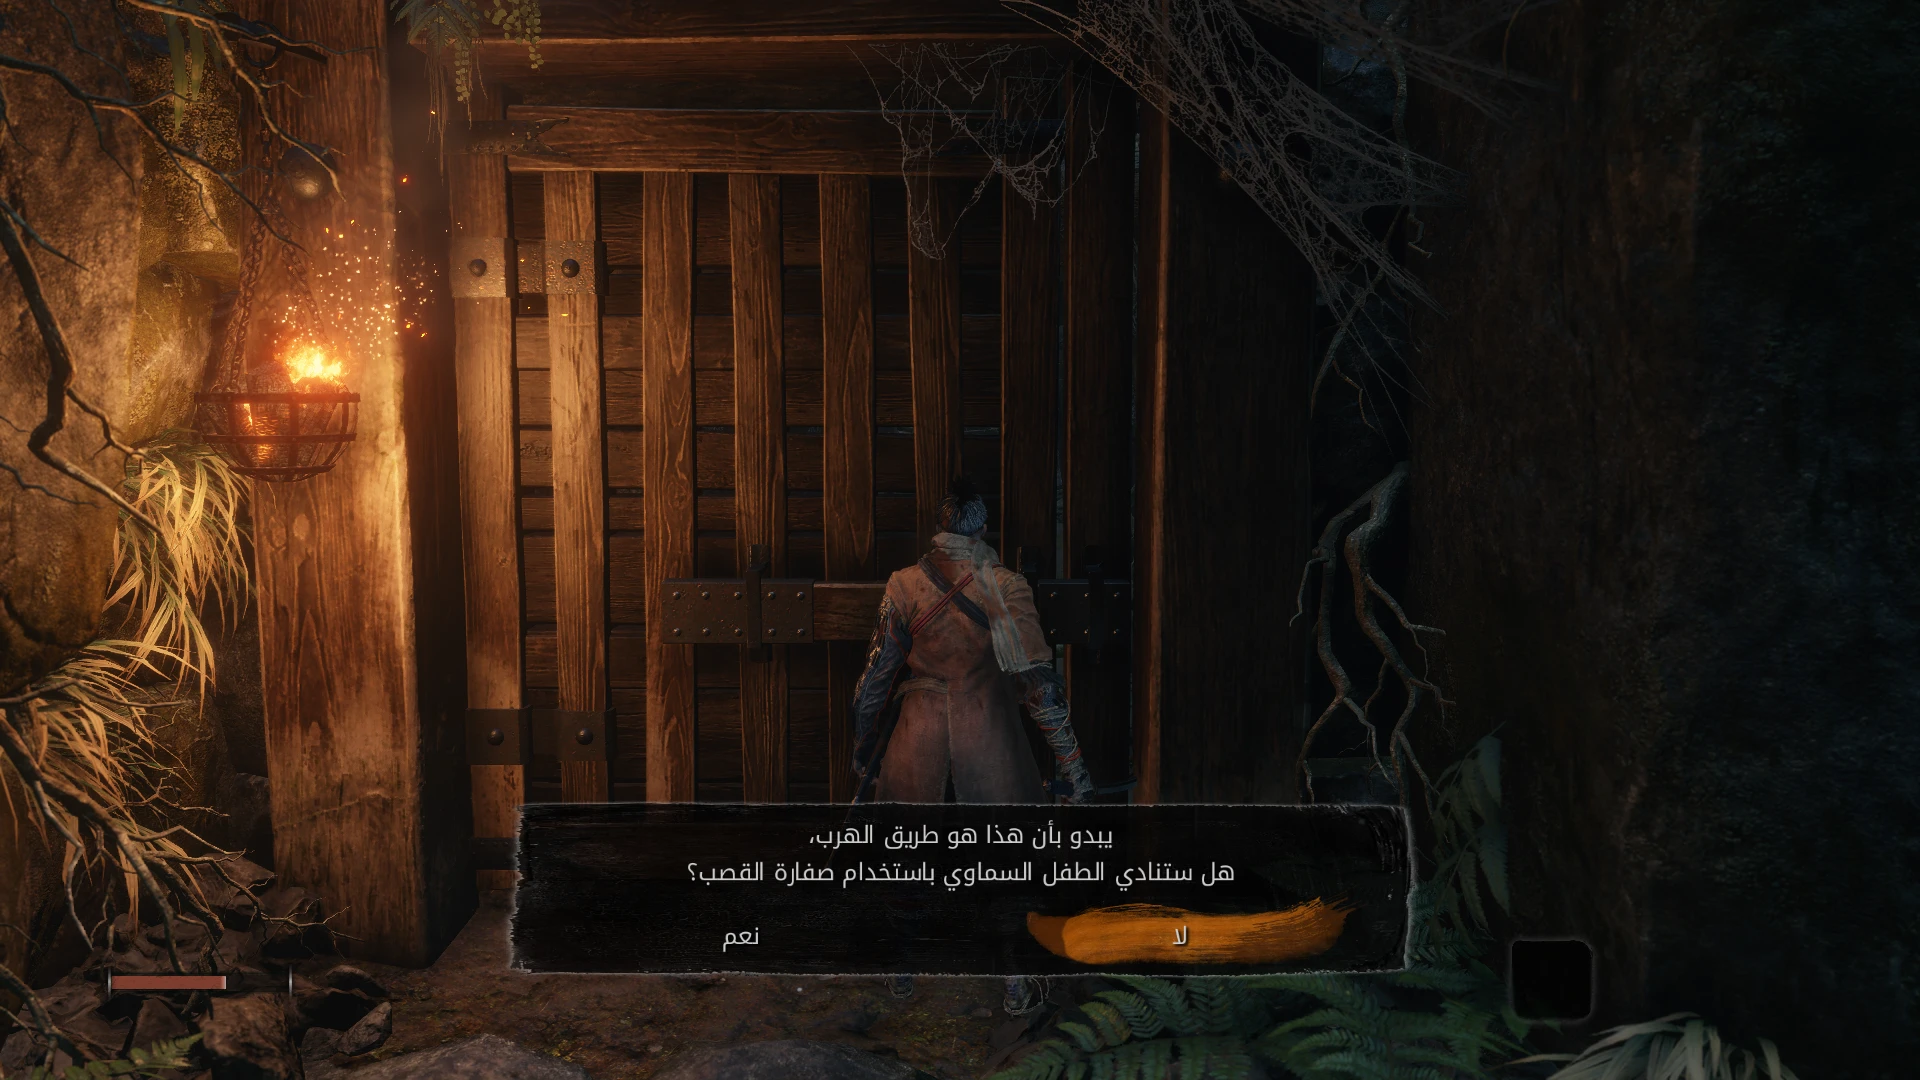 يبدو بأن هذا هو طريق الهرب،
هل ستنادي الطفل السماوي باستخدام صفارة القصب؟
لا
نعم